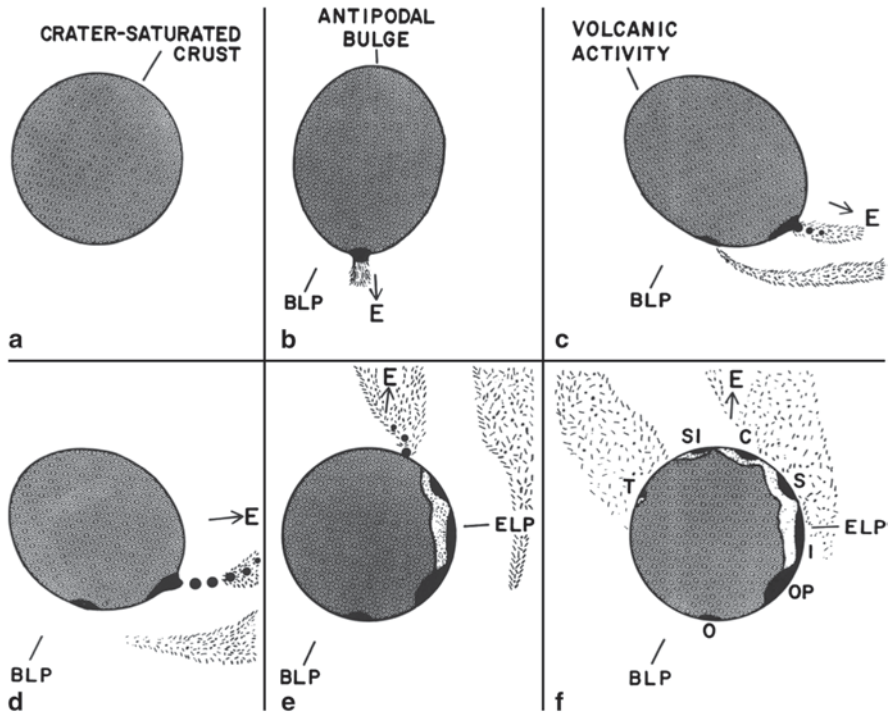 CRATER-SATURATED
CRUST
a
ANTIPODAL
BULGE
BLP
E
b
VOLCANIC
ACTIVITY
E
BLP
c
E
BLP
d
E
ELP
BLP
e
E
SI
C
T
S
ELP
I
OP
O
BLP
f